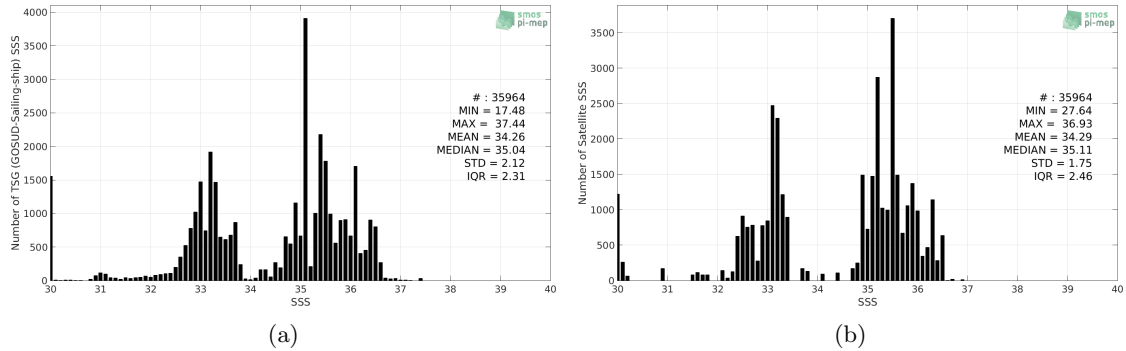 smos
pi-mep
Number of TSG (GOSUD-Sailing-ship) SSS
4000
3500
3000
2500
2000
1500
1000
500
0
# : 35964
MIN = 17.48
MAX = 37.44
MEAN = 34.26
MEDIAN = 35.04
STD = 2.12
IQR = 2.31
30 31 32 33 34 35 36 37 38 39 40
SSS
(a)
smos
pi-mep
Number of Satellite SSS
3500
3000
2500
2000
1500
1000
500
0
# : 35964
MIN = 27.64
MAX = 36.93
MEAN = 34.29
MEDIAN = 35.11
STD = 1.75
IQR = 2.46
30 31 32 33 34 35 36 37 38 39 40
SSS
(b)